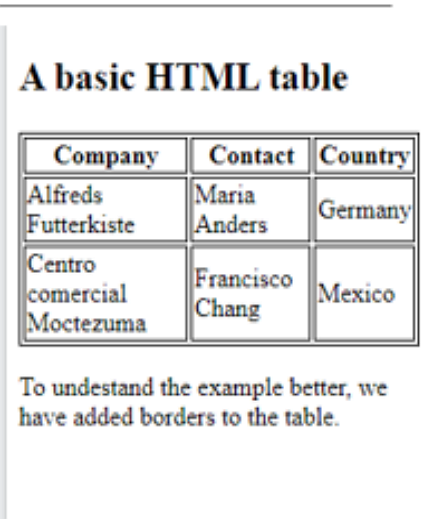 A basic HTML table
Company Contact Country
Alfreds Futterkiste Maria Anders Germany
Centro comercial Moctezuma Francisco Chang Mexico
To undestand the example better, we
have added borders to the table.